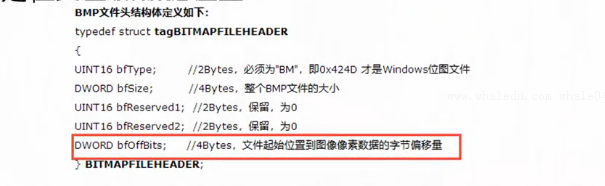 BMP文件头结构体定义如下：
typedef struct tagBITMAPFILEHEADER
{
UINT16 bfType; //2Bytes，必须为"BM"，即0x424D 才是Windows位图文件
DWORD bfSize; //4Bytes，整个BMP文件的大小
UINT16 bfReserved1; //2Bytes，保留，为0
UINT16 bfReserved2; //2Bytes，保留，为0
DWORD bfOffBits; //4Bytes，文件起始位置到图像像素数据的字节偏移量
} BITMAPFILEHEADER;